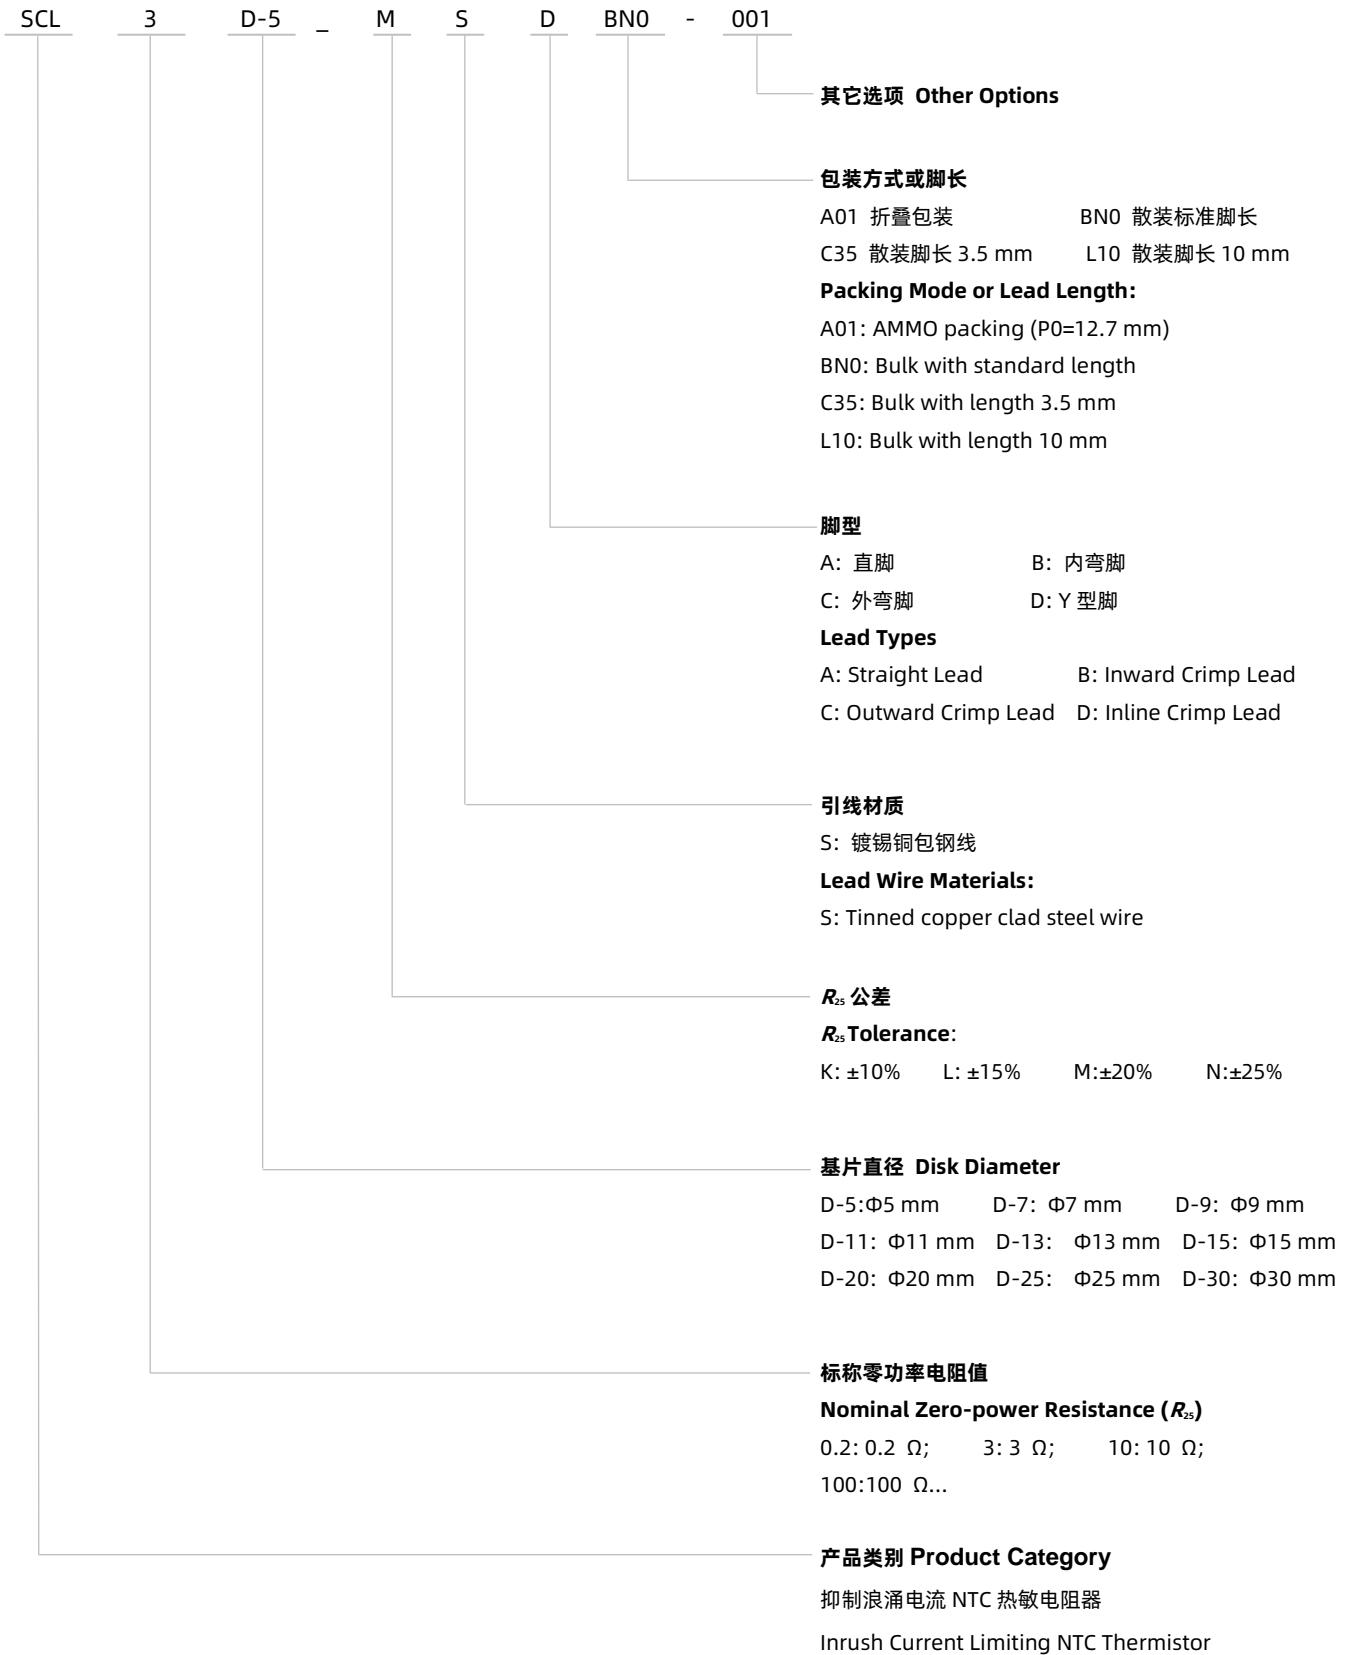 SCL 3 D-5 _ M S D BN0 - 001
其它选项 Other Options
包装方式或脚长
A01 折叠包装 BN0 散装标准脚长
C35 散装脚长 3.5 mm L10 散装脚长 10 mm
Packing Mode or Lead Length:
A01: AMMO packing (P0=12.7 mm)
BN0: Bulk with standard length
C35: Bulk with length 3.5 mm
L10: Bulk with length 10 mm
脚型
A: 直脚 B: 内弯脚
C: 外弯脚 D: Y 型脚
Lead Types
A: Straight Lead B: Inward Crimp Lead
C: Outward Crimp Lead D: Inline Crimp Lead
引线材质
S: 镀锡铜包钢线
Lead Wire Materials:
S: Tinned copper clad steel wire
R25 公差
R25 Tolerance:
K: ±10% L: ±15% M:±20% N:±25%
基片直径 Disk Diameter
D-5:Φ5 mm D-7: Φ7 mm D-9: Φ9 mm
D-11: Φ11 mm D-13: Φ13 mm D-15: Φ15 mm
D-20: Φ20 mm D-25: Φ25 mm D-30: Φ30 mm
标称零功率电阻值
Nominal Zero-power Resistance (R25)
0.2: 0.2 Ω; 3: 3 Ω; 10: 10 Ω;
100:100 Ω...
产品类别 Product Category
抑制浪涌电流 NTC 热敏电阻器
Inrush Current Limiting NTC Thermistor